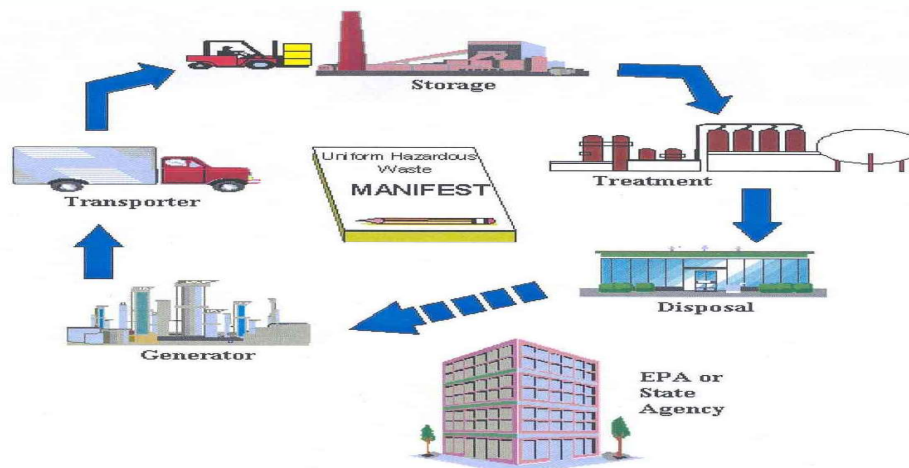 Storage
Uniform Hazardous
Waste
MANIFEST
Treatment
Transporter
Disposal
Generator
EPA or
State
Agency